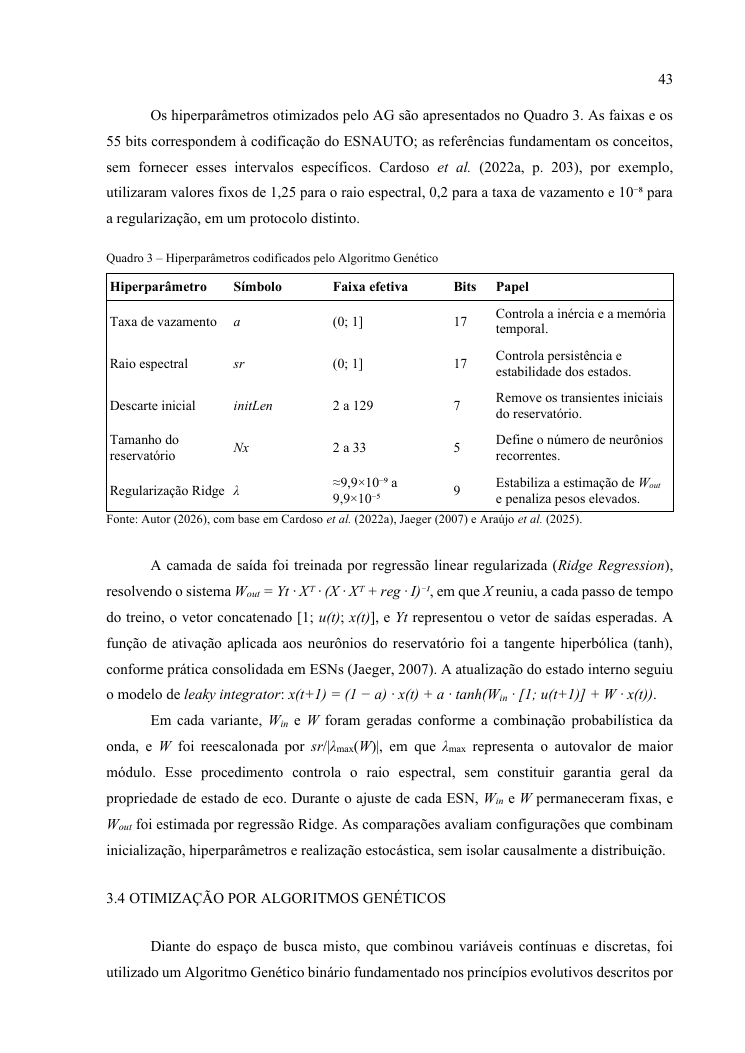 43
Os hiperparâmetros otimizados pelo AG são apresentados no Quadro 3. As faixas e os
55 bits correspondem à codificação do ESNAUTO; as referências fundamentam os conceitos,
sem fornecer esses intervalos específicos. Cardoso et al. (2022a, p. 203), por exemplo,
utilizaram valores fixos de 1,25 para o raio espectral, 0,2 para a taxa de vazamento e 10⁻⁸ para
a regularização, em um protocolo distinto.
Quadro 3 – Hiperparâmetros codificados pelo Algoritmo Genético
Hiperparâmetro Símbolo Faixa efetiva Bits Papel
Taxa de vazamento a (0; 1] 17 Controla a inércia e a memória
temporal.
Raio espectral sr (0; 1] 17 Controla persistência e
estabilidade dos estados.
Descarte inicial initLen 2 a 129 7 Remove os transientes iniciais
do reservatório.
Tamanho do
reservatório Nx 2 a 33 5 Define o número de neurônios
recorrentes.
Regularização Ridge λ ≈9,9×10⁻⁹ a
9,9×10⁻⁵ 9 Estabiliza a estimação de Wout
e penaliza pesos elevados.
Fonte: Autor (2026), com base em Cardoso et al. (2022a), Jaeger (2007) e Araújo et al. (2025).
A camada de saída foi treinada por regressão linear regularizada (Ridge Regression),
resolvendo o sistema Wout = Yt · Xᵀ · (X · Xᵀ + reg · I)⁻¹, em que X reuniu, a cada passo de tempo
do treino, o vetor concatenado [1; u(t); x(t)], e Yt representou o vetor de saídas esperadas. A
função de ativação aplicada aos neurônios do reservatório foi a tangente hiperbólica (tanh),
conforme prática consolidada em ESNs (Jaeger, 2007). A atualização do estado interno seguiu
o modelo de leaky integrator: x(t+1) = (1 − a) · x(t) + a · tanh(Win · [1; u(t+1)] + W · x(t)).
Em cada variante, Win e W foram geradas conforme a combinação probabilística da
onda, e W foi reescalonada por sr/|λmax(W)|, em que λmax representa o autovalor de maior
módulo. Esse procedimento controla o raio espectral, sem constituir garantia geral da
propriedade de estado de eco. Durante o ajuste de cada ESN, Win e W permaneceram fixas, e
Wout foi estimada por regressão Ridge. As comparações avaliam configurações que combinam
inicialização, hiperparâmetros e realização estocástica, sem isolar causalmente a distribuição.
3.4 OTIMIZAÇÃO POR ALGORITMOS GENÉTICOS
Diante do espaço de busca misto, que combinou variáveis contínuas e discretas, foi
utilizado um Algoritmo Genético binário fundamentado nos princípios evolutivos descritos por